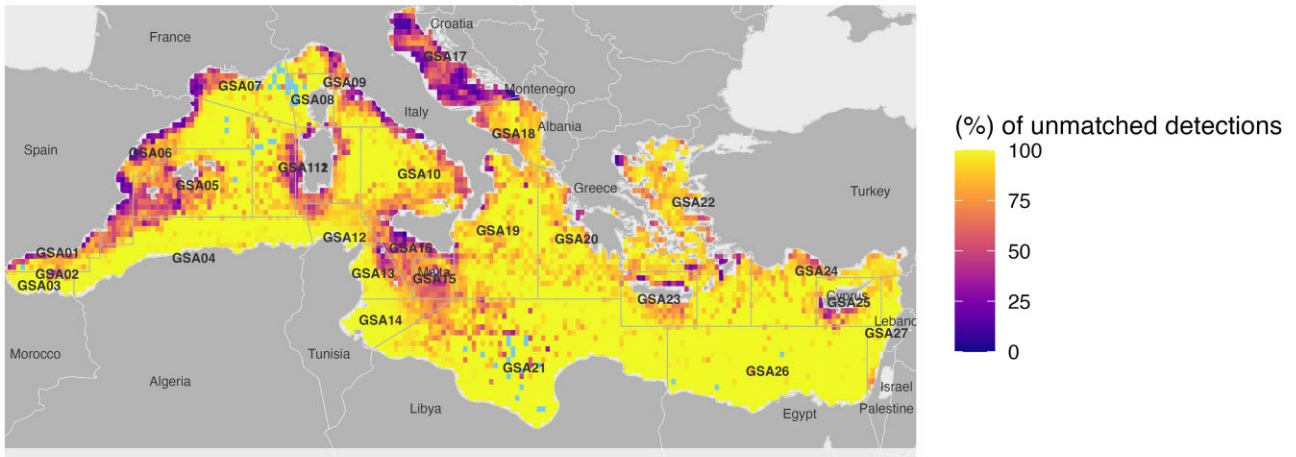 Croatia
France
GSA17
GSA07
GSA09
GSA08
Montenegro
Italy
Albania
GSA18
Spain
GSA06
GSA05
GSA10
Greece
Turkey
GSA22
GSA19
GSA20
GSA12
GSA16
GSA01
GSA04
GSA02
GSA13
Malta
GSA15
GSA24
GSA03
GSA23
Cyprus
GSA25
GSA14
Lebano
GSA27
Morocco
Tunisia
Algeria
GSA21
GSA26
Israel
Libya
Egypt
Palestine
(%) of unmatched detections
100
75
50
25
0